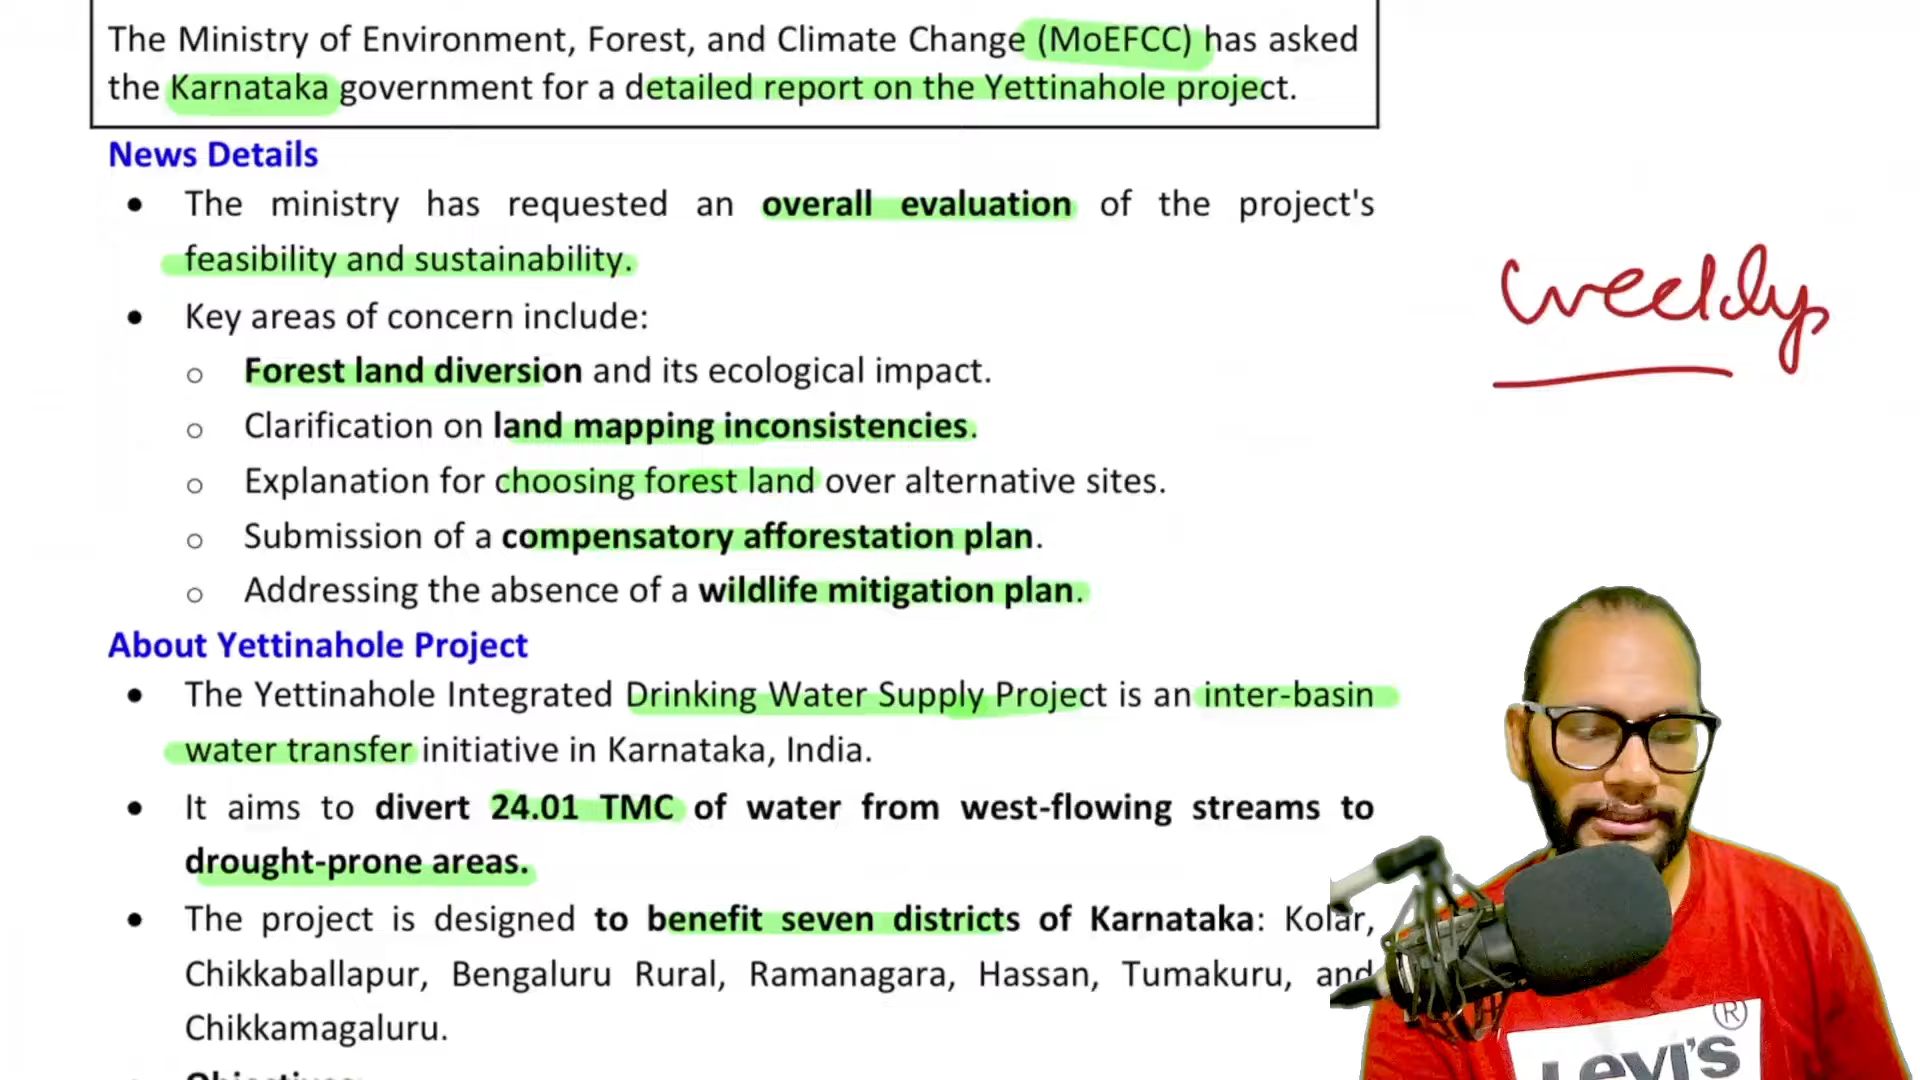 The Ministry of Environment, Forest, and Climate Change (MoEFCC) has asked
the Karnataka government for a detailed report on the Yettinahole project.
News Details
• The ministry has requested an overall evaluation of the project's
feasibility and sustainability.
• Key areas of concern include:
o Forest land diversion and its ecological impact.
o Clarification on land mapping inconsistencies.
o Explanation for choosing forest land over alternative sites.
o Submission of a compensatory afforestation plan.
o Addressing the absence of a wildlife mitigation plan.
About Yettinahole Project
• The Yettinahole Integrated Drinking Water Supply Project is an inter-basin
water transfer initiative in Karnataka, India.
• It aims to divert 24.01 TMC of water from west-flowing streams to
drought-prone areas.
• The project is designed to benefit seven districts of Karnataka: Kolar,
Chikkaballapur, Bengaluru Rural, Ramanagara, Hassan, Tumakuru, and
Chikkamagaluru.
• Objectives:
weekly
Levi's ®